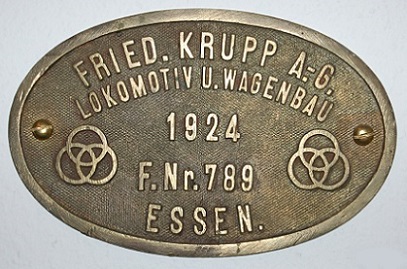 FRIED. KRUPP A.-G.
LOKOMOTIV U. WAGENBAU
1924
F. Nr. 789
ESSEN.